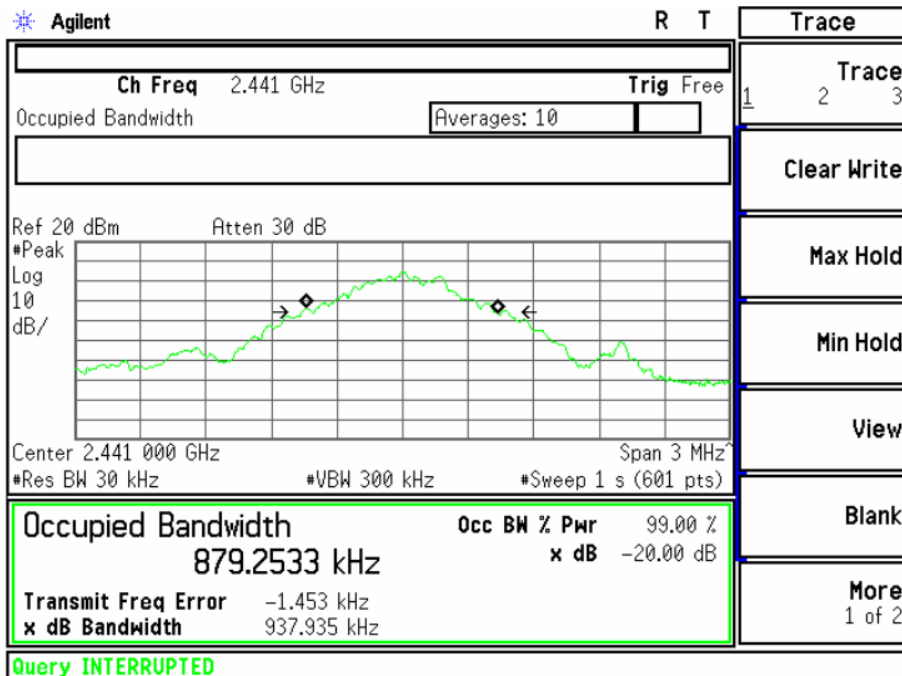 Agilent R T Trace
Ch Freq 2.441 GHz Trig Free
Occupied Bandwidth Averages: 10
Ref 20 dBm Atten 30 dB
#Peak
Log
10
dB/
Center 2.441 000 GHz Span 3 MHz^
#Res BW 30 kHz #VBW 300 kHz #Sweep 1 s (601 pts)
Occupied Bandwidth Occ BW % Pwr 99.00 %
879.2533 kHz x dB -20.00 dB
Transmit Freq Error -1.453 kHz
x dB Bandwidth 937.935 kHz
Query INTERRUPTED
Trace
1 2 3
Clear Write
Max Hold
Min Hold
View
Blank
More
1 of 2